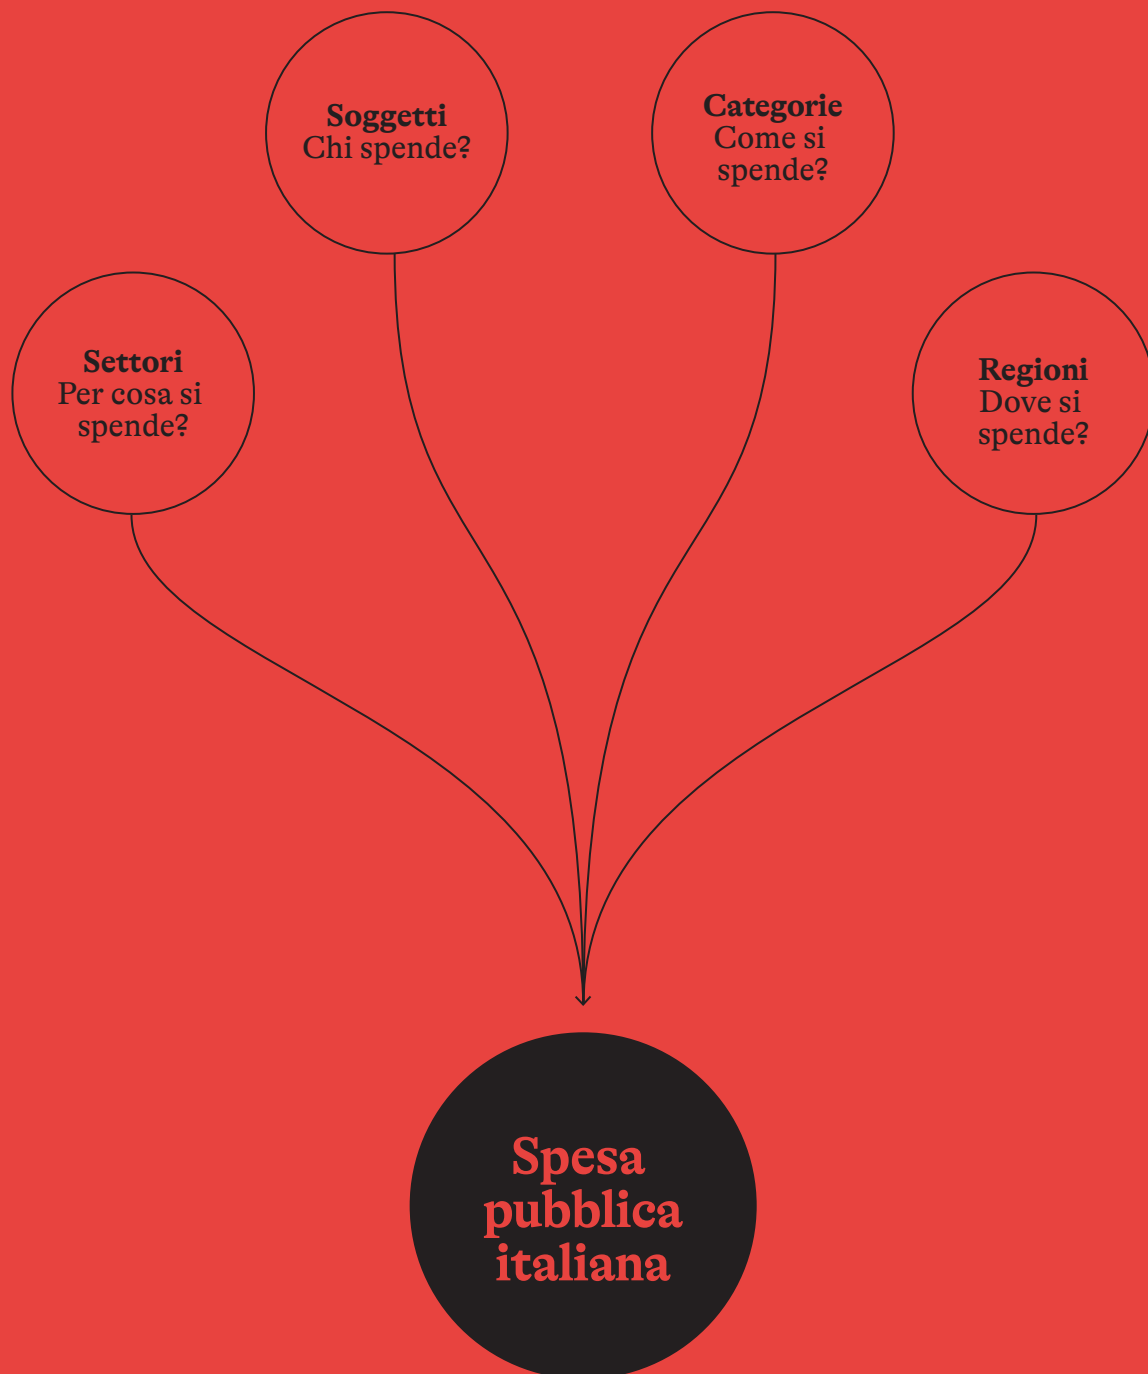 Soggetti
Chi spende?
Categorie
Come si
spende?
Settori
Per cosa si
spende?
Regioni
Dove si
spende?
Spesa
pubblica
italiana